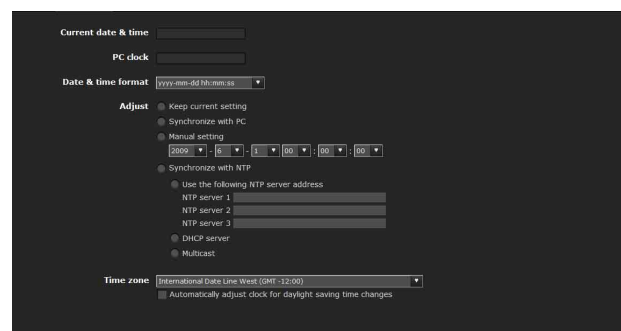 Current date & time
PC clock
Date & time format yyyy-mm-dd hh:mm:ss
Adjust Keep current setting
Synchronize with PC
Manual setting
2009 - 6 - 1 00 : 00 : 00
Synchronize with NTP
Use the following NTP server address
NTP server 1
NTP server 2
NTP server 3
DHCP server
Multicast
Time zone International Date Line West (GMT -12:00)
Automatically adjust clock for daylight saving time changes